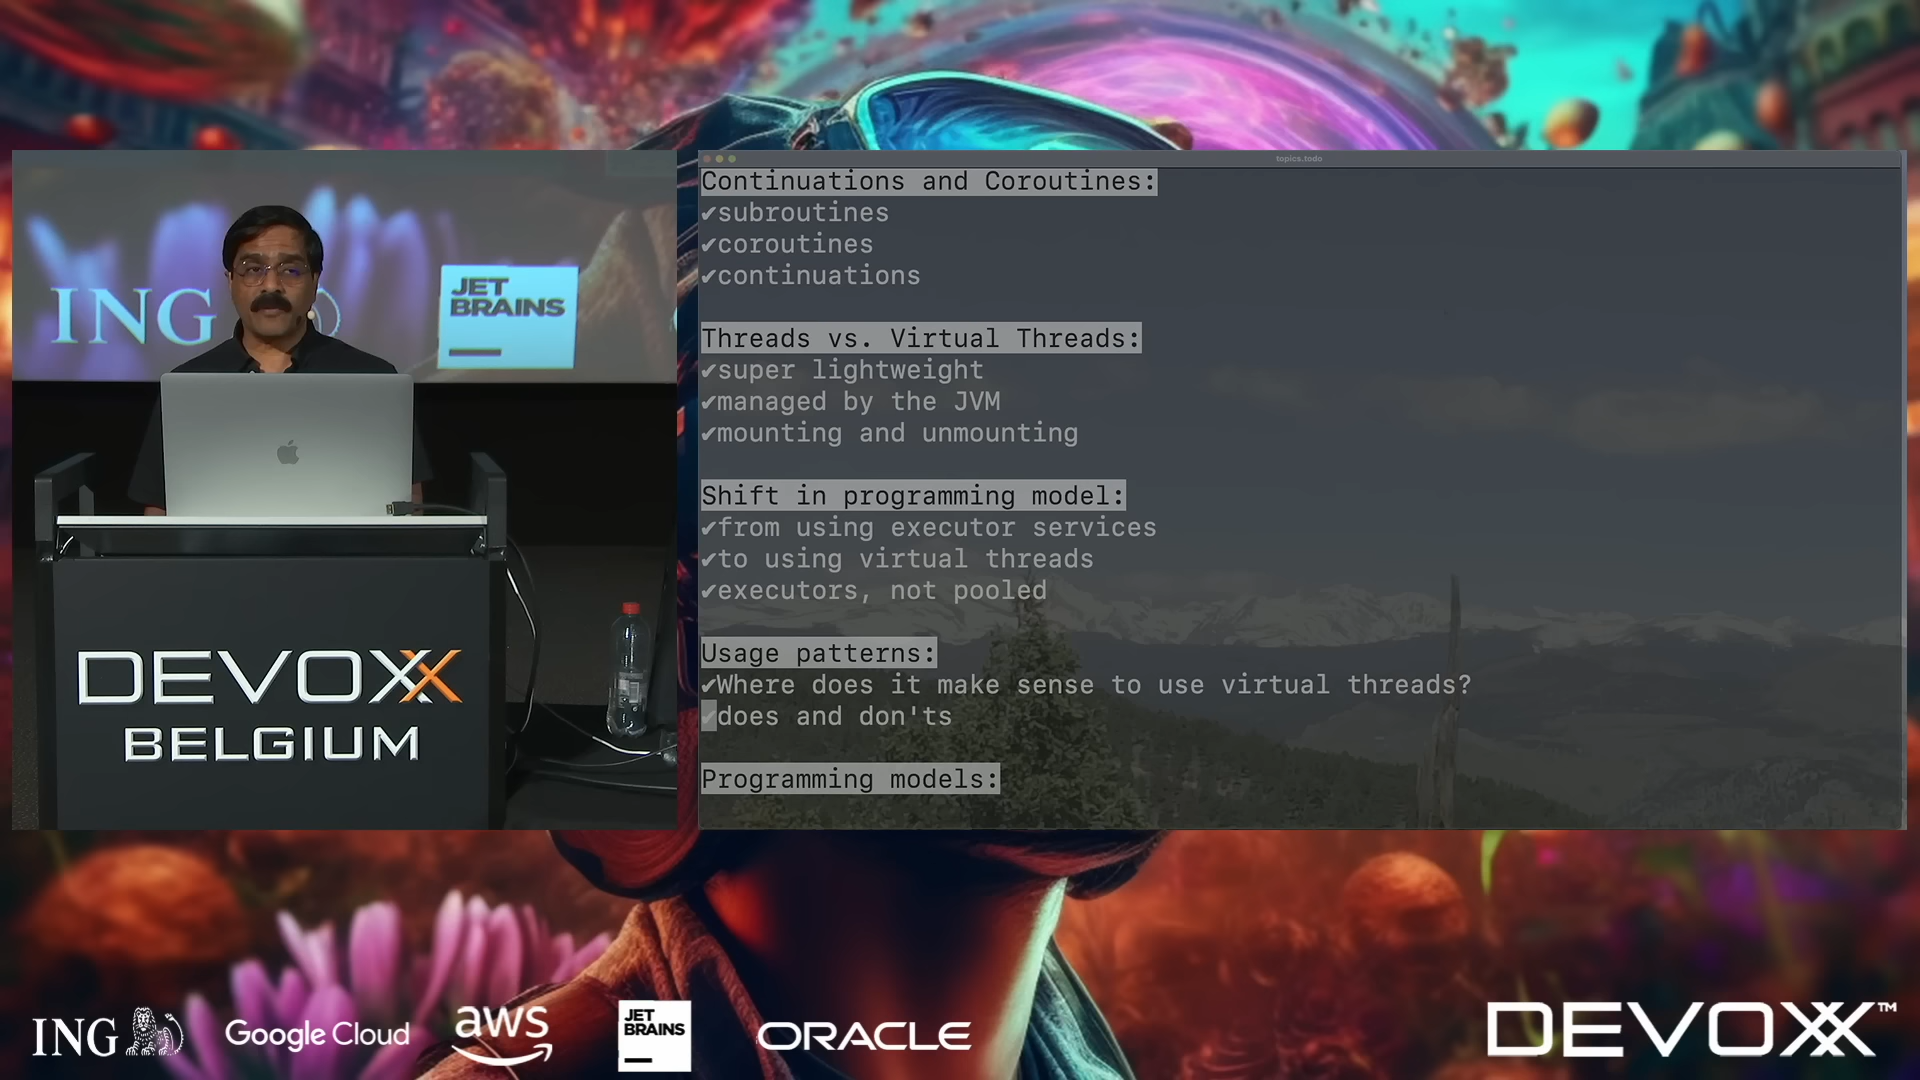 topics.todo
Continuations and Coroutines:
✔subroutines
✔coroutines
✔continuations
Threads vs. Virtual Threads:
✔super lightweight
✔managed by the JVM
✔mounting and unmounting
Shift in programming model:
✔from using executor services
✔to using virtual threads
✔executors, not pooled
Usage patterns:
✔Where does it make sense to use virtual threads?
✔does and don'ts
Programming models:
ING
JET
BRAINS
DEVOXX
BELGIUM
ING
Google Cloud
aws
JET
BRAINS
ORACLE
DEVOXX™